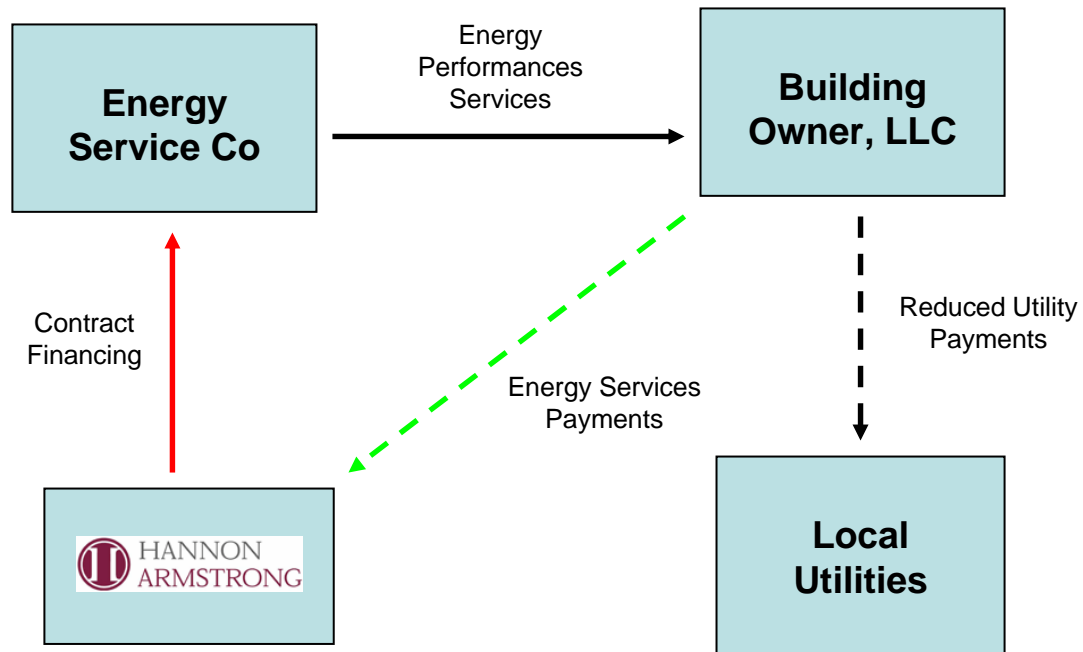 Energy
Service Co
Energy
Performances
Services
Building
Owner, LLC
Contract
Financing
Energy Services
Payments
Reduced Utility
Payments
HANNON
ARMSTRONG
Local
Utilities